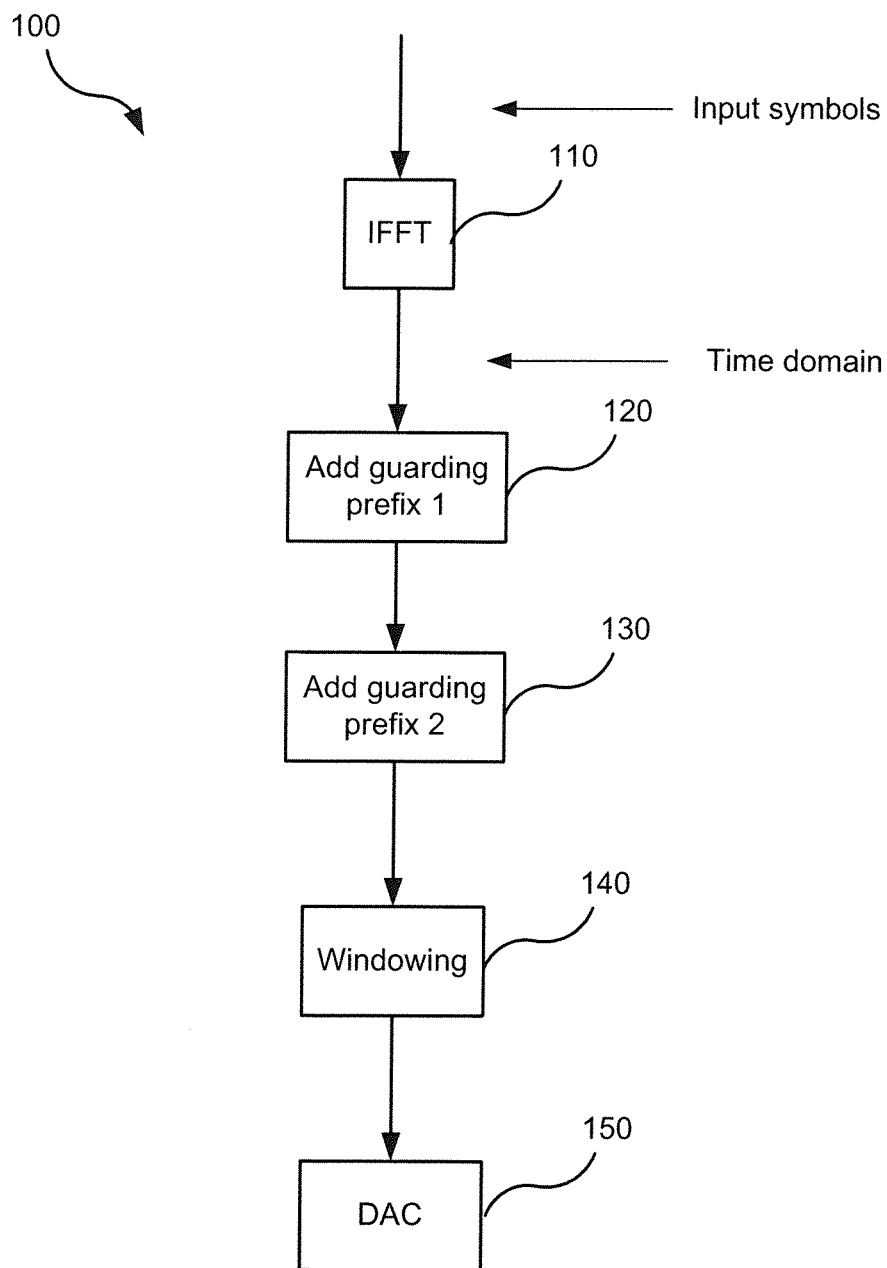 100
Input symbols
110
IFFT
Time domain
120
Add guarding
prefix 1
130
Add guarding
prefix 2
140
Windowing
150
DAC